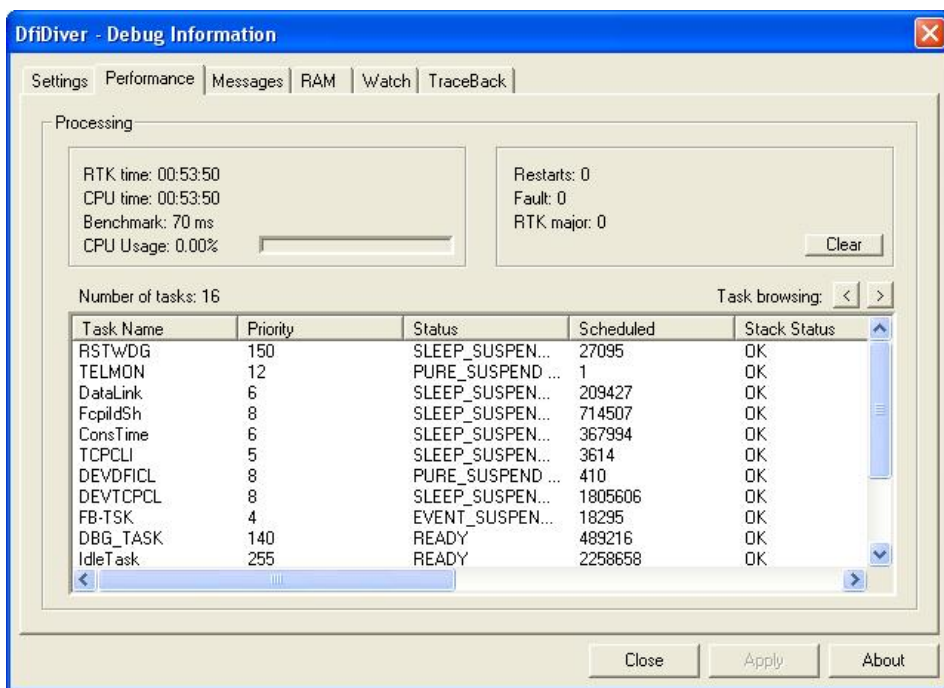 DfiDiver - Debug Information
Settings Performance Messages RAM Watch TraceBack
Processing
RTK time: 00:53:50
CPU time: 00:53:50
Benchmark: 70 ms
CPU Usage: 0.00%
Restarts: 0
Fault: 0
RTK major: 0
Clear
Number of tasks: 16 Task browsing: < >
Task Name Priority Status Scheduled Stack Status
RSTWDG 150 SLEEP_SUSPEN... 27095 OK
TELMON 12 PURE_SUSPEND ... 1 OK
DataLink 6 SLEEP_SUSPEN... 209427 OK
FcpiIdSh 8 SLEEP_SUSPEN... 714507 OK
ConsTime 6 SLEEP_SUSPEN... 367994 OK
TCPCLI 5 SLEEP_SUSPEN... 3614 OK
DEVDFICL 8 PURE_SUSPEND ... 410 OK
DEVTCPCL 8 SLEEP_SUSPEN... 1805606 OK
FB-TSK 4 EVENT_SUSPEN... 18295 OK
DBG_TASK 140 READY 489216 OK
IdleTask 255 READY 2258658 OK
Close Apply About